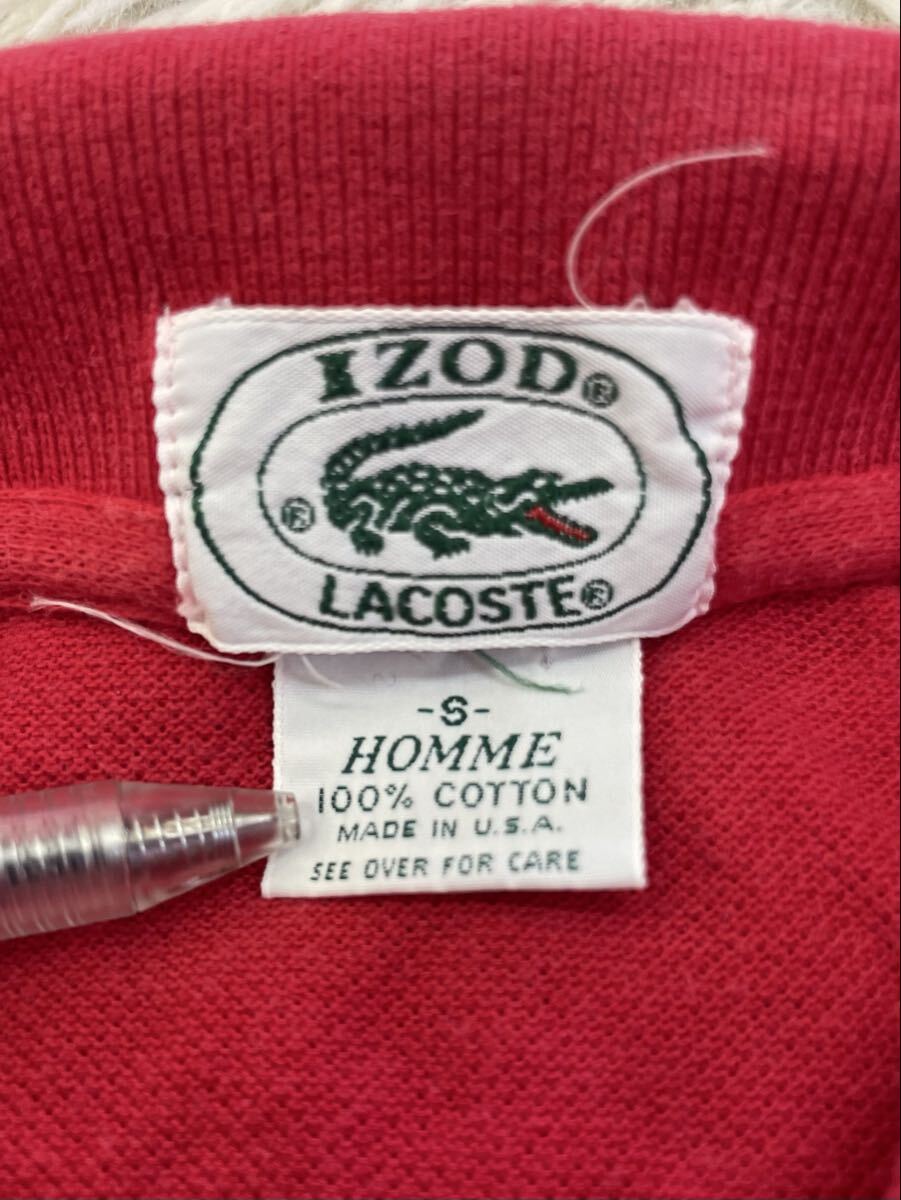 IZOD®
®
LACOSTE®
-S-
HOMME
100% COTTON
MADE IN U.S.A.
SEE OVER FOR CARE